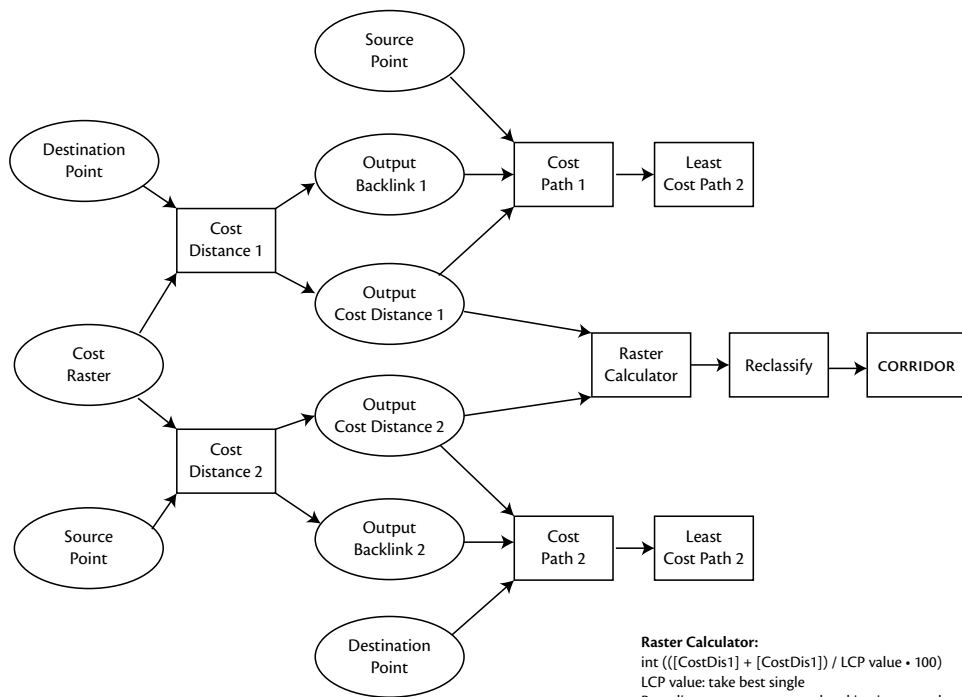 Source
Point
Destination
Point
Output
Backlink 1
Cost
Path 1
Least
Cost Path 2
Cost
Distance 1
Output
Cost Distance 1
Cost
Raster
Raster
Calculator
Reclassify
CORRIDOR
Output
Cost Distance 2
Cost
Distance 2
Source
Point
Output
Backlink 2
Cost
Path 2
Least
Cost Path 2
Destination
Point
Raster Calculator:
int (([CostDis1] + [CostDis1]) / LCP value • 100)
LCP value: take best single